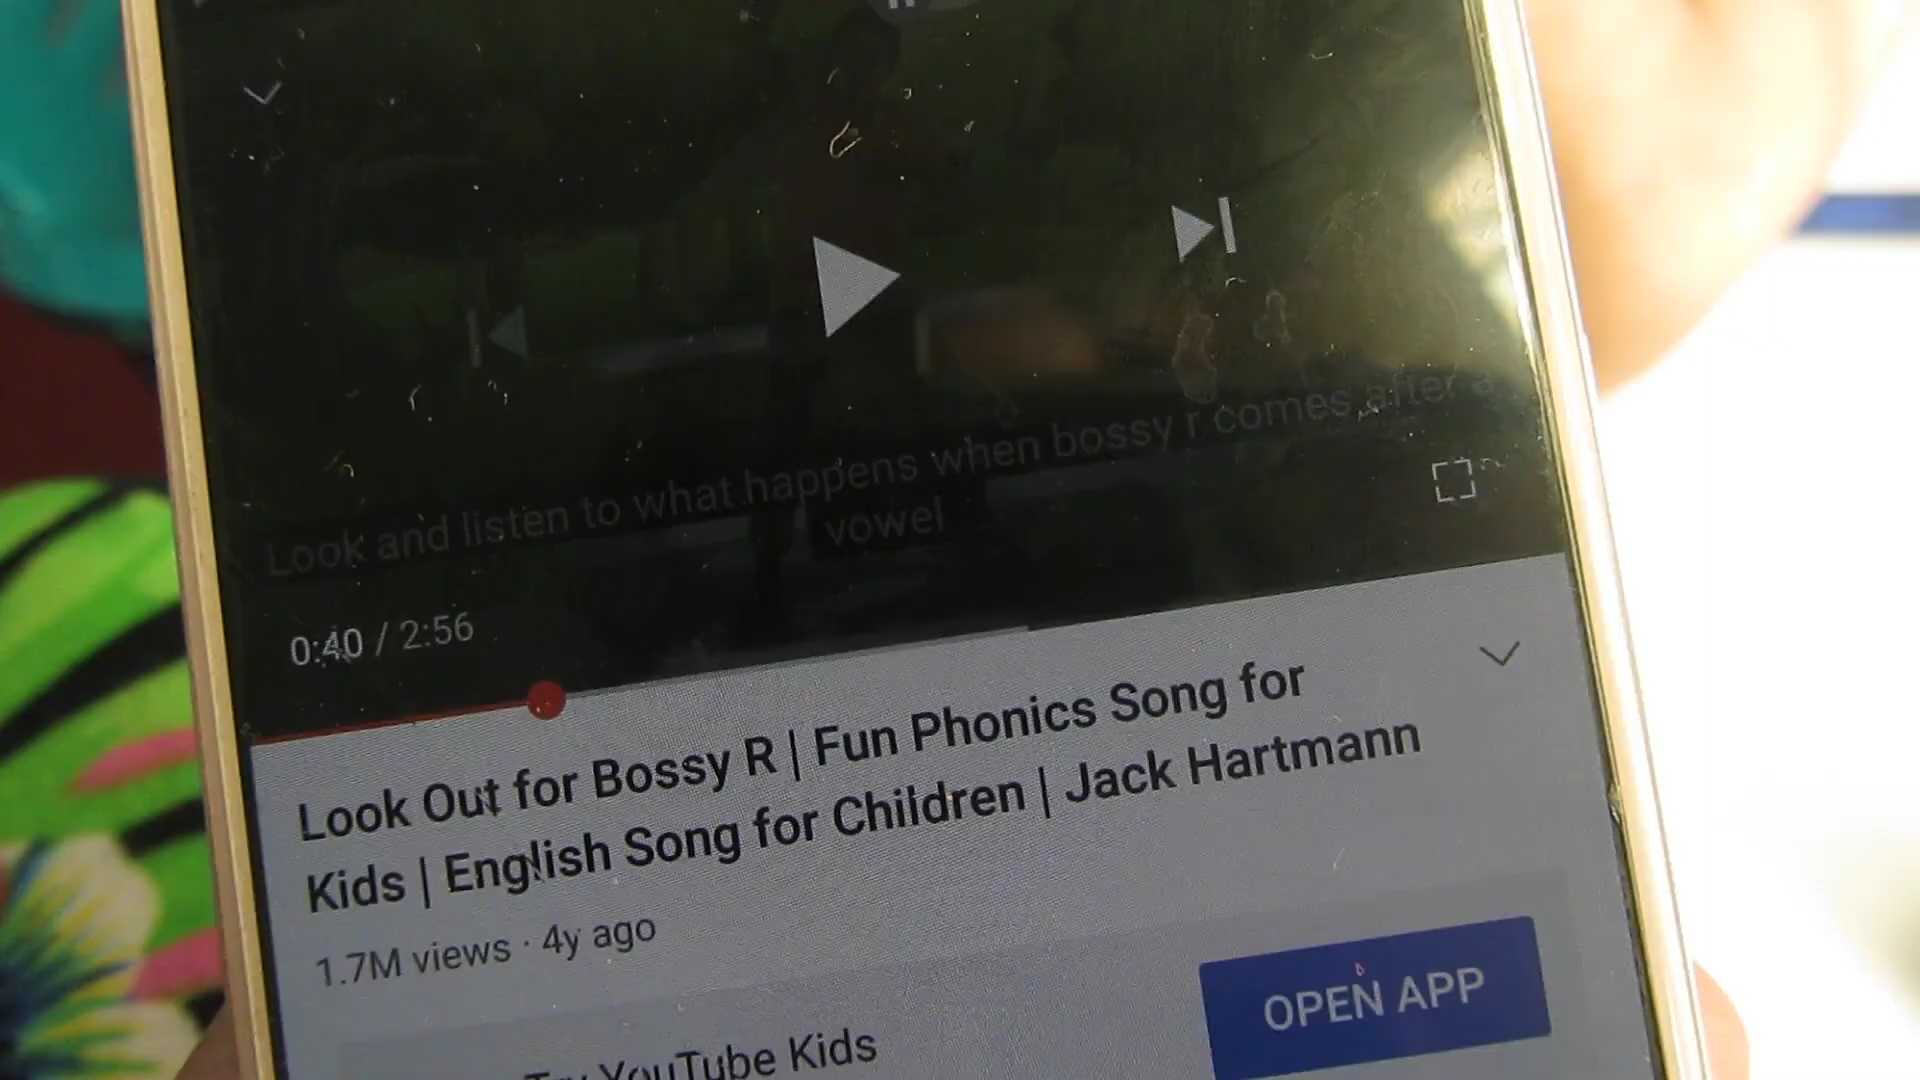 Look and listen to what happens when bossy r comes after a
vowel
0:40 / 2:56
Look Out for Bossy R | Fun Phonics Song for
Kids | English Song for Children | Jack Hartmann
1.7M views · 4y ago
Try YouTube Kids
OPEN APP